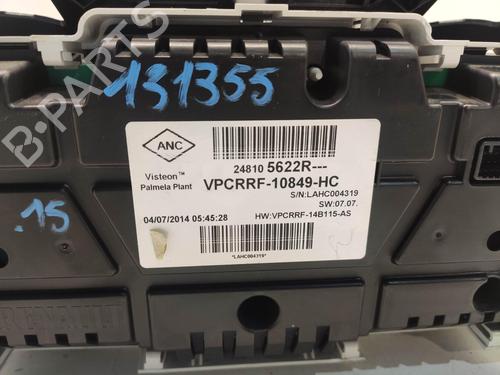 131355
B-PARTS
ANC
Visteon™
Palmela Plant
24810 5622R---
VPCRRF-10849-HC
S/N:LAHC004319
SW:07.07.
04/07/2014 05:45:28
HW:VPCRRF-14B115-AS
*LAHC004319*
.15
RENAULT